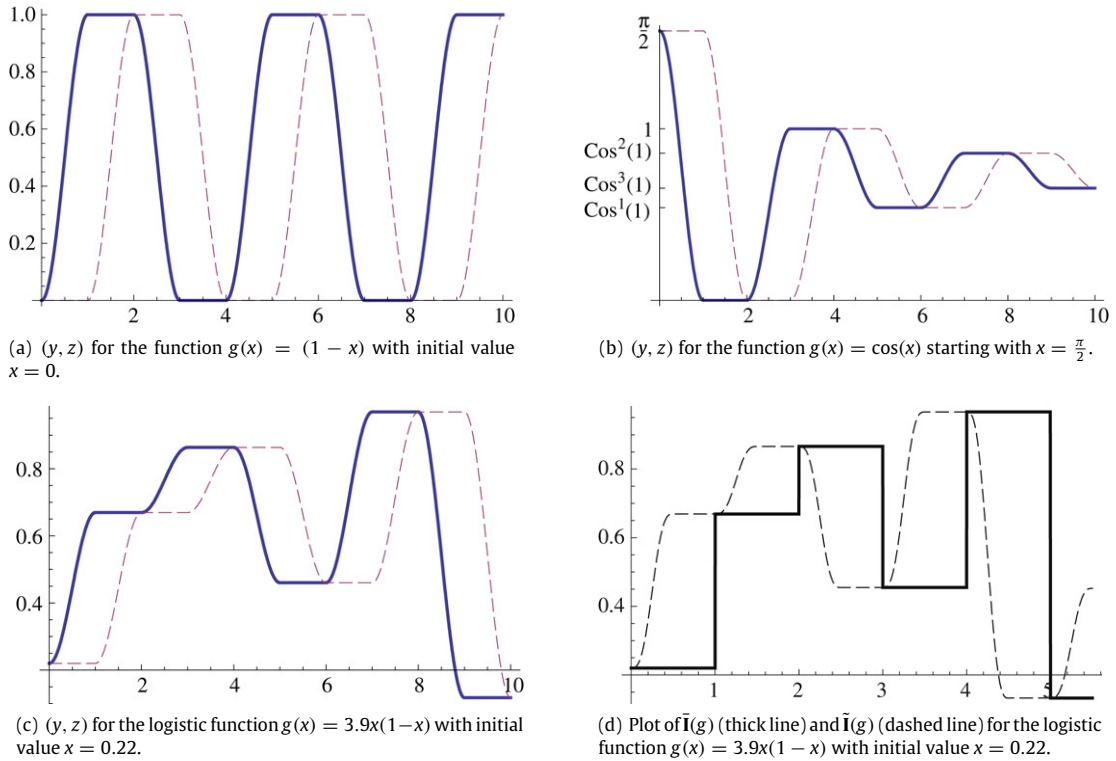 1.0
0.8
0.6
0.4
0.2
2 4 6 8 10
(a) (y, z) for the function g(x) = (1 − x) with initial value
x = 0.
π/2
1
Cos²(1)
Cos³(1)
Cos¹(1)
2 4 6 8 10
(b) (y, z) for the function g(x) = cos(x) starting with x = π/2.
0.8
0.6
0.4
2 4 6 8 10
(c) (y, z) for the logistic function g(x) = 3.9x(1−x) with initial
value x = 0.22.
0.8
0.6
0.4
1 2 3 4 5
(d) Plot of Ī(g) (thick line) and Ĩ(g) (dashed line) for the logistic
function g(x) = 3.9x(1 − x) with initial value x = 0.22.